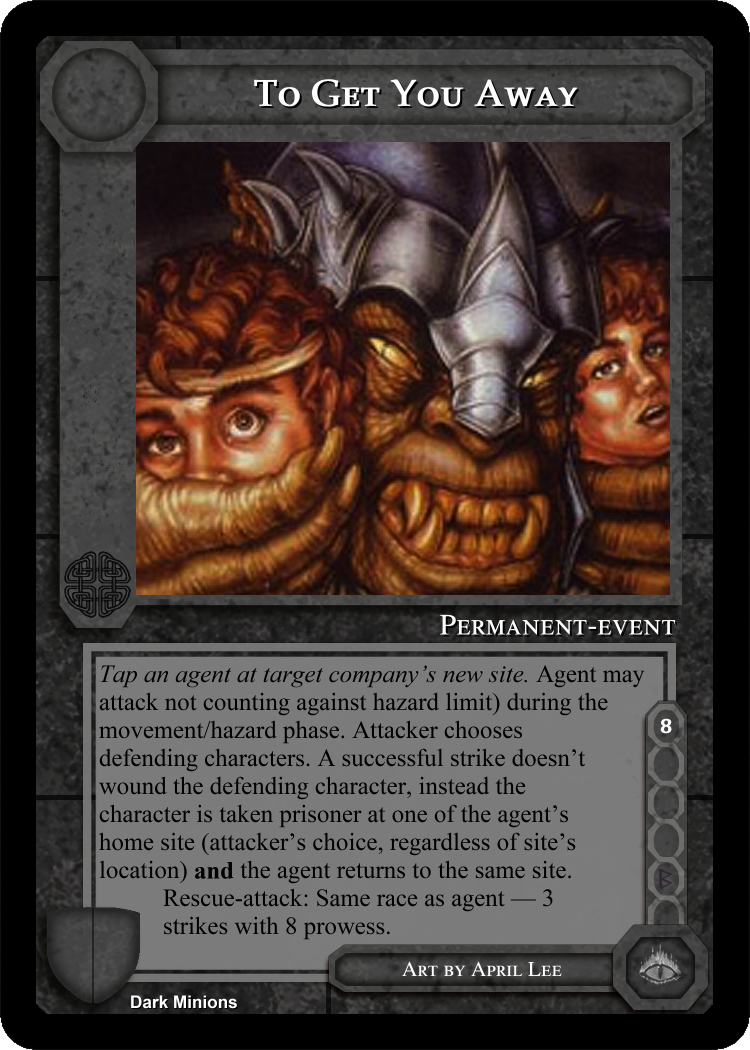 To Get You Away
Permanent-event
Tap an agent at target company's new site. Agent may
attack not counting against hazard limit) during the
movement/hazard phase. Attacker chooses
defending characters. A successful strike doesn't
wound the defending character, instead the
character is taken prisoner at one of the agent's
home site (attacker's choice, regardless of site's
location) and the agent returns to the same site.
Rescue-attack: Same race as agent — 3
strikes with 8 prowess.
8
B
Art by April Lee
Dark Minions